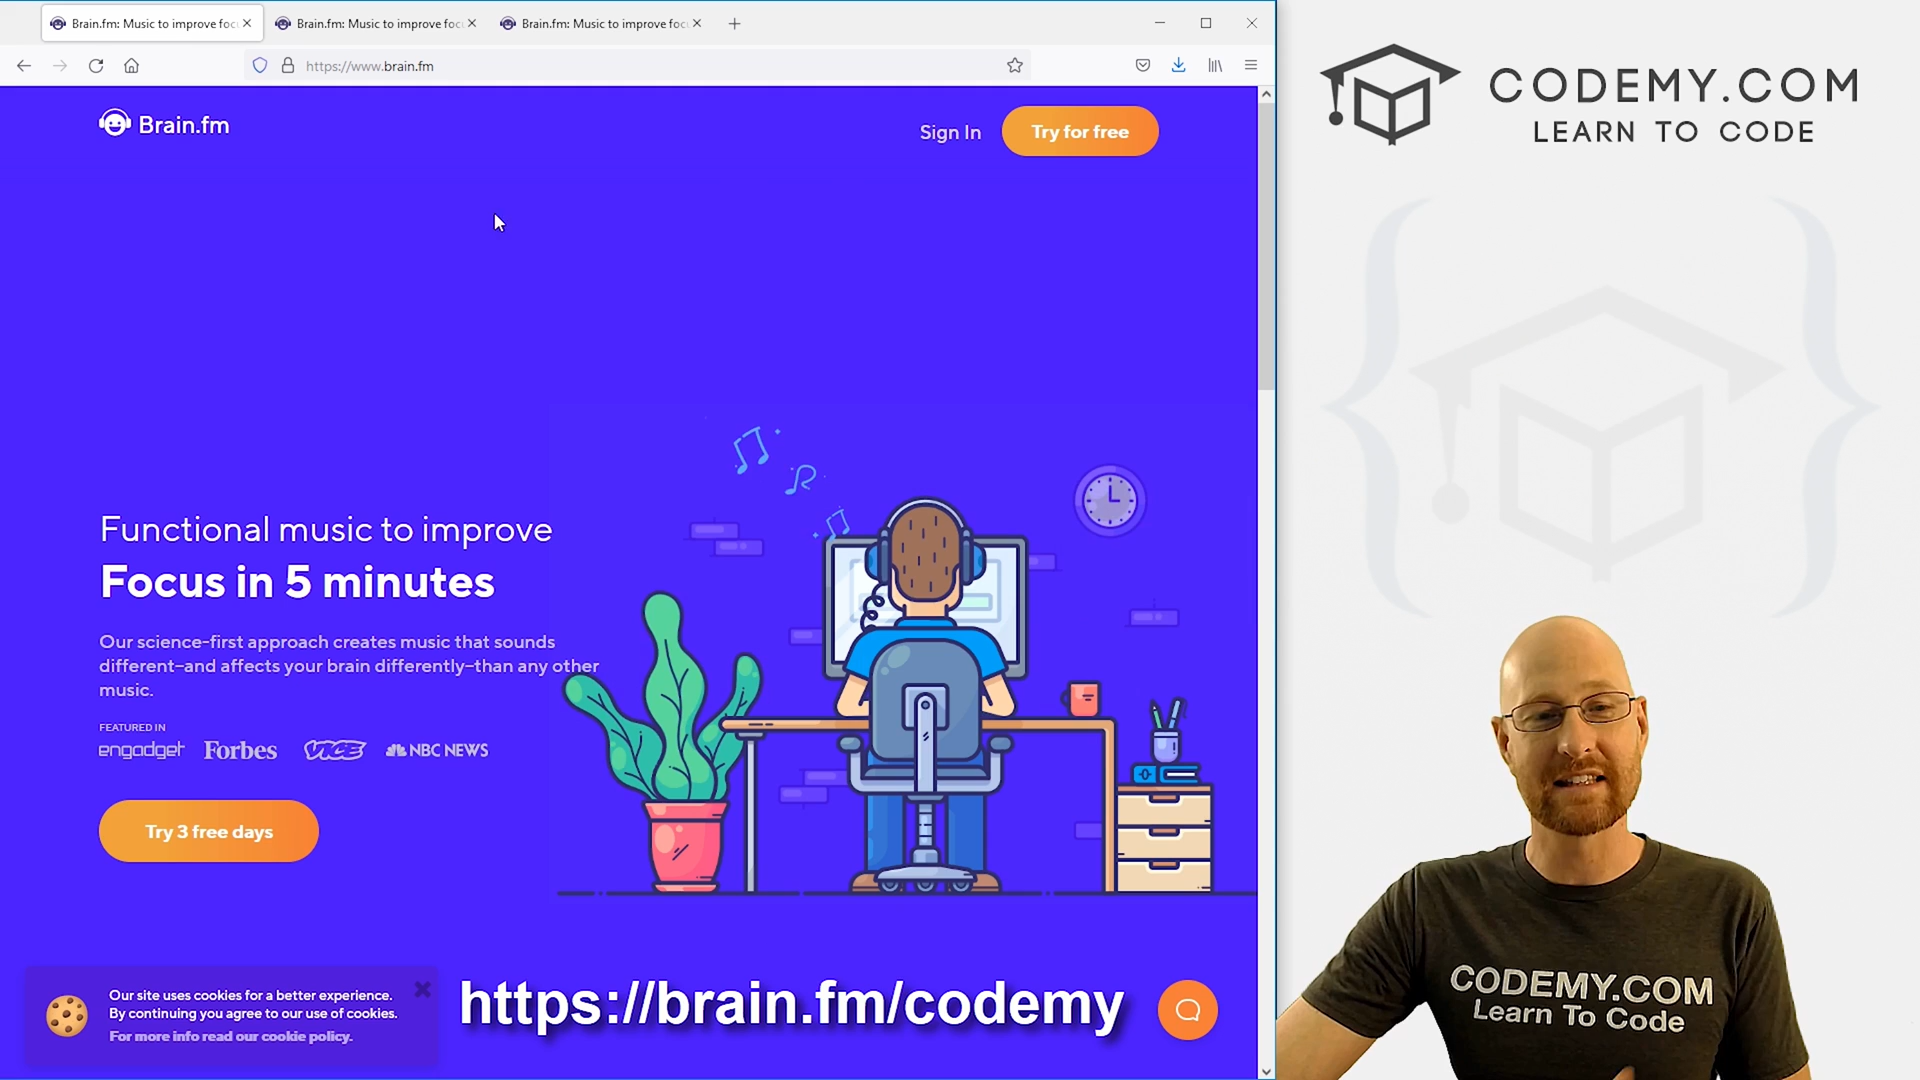 Brain.fm: Music to improve foc
Brain.fm: Music to improve foc
Brain.fm: Music to improve foc
https://www.brain.fm
CODEMY.COM
LEARN TO CODE
Brain.fm
Sign In
Try for free
Functional music to improve
Focus in 5 minutes
Our science-first approach creates music that sounds
different–and affects your brain differently–than any other
music.
FEATURED IN
engadget
Forbes
VICE
NBC NEWS
Try 3 free days
Our site uses cookies for a better experience.
By continuing you agree to our use of cookies.
For more info read our cookie policy.
https://brain.fm/codemy
CODEMY.COM
Learn To Code